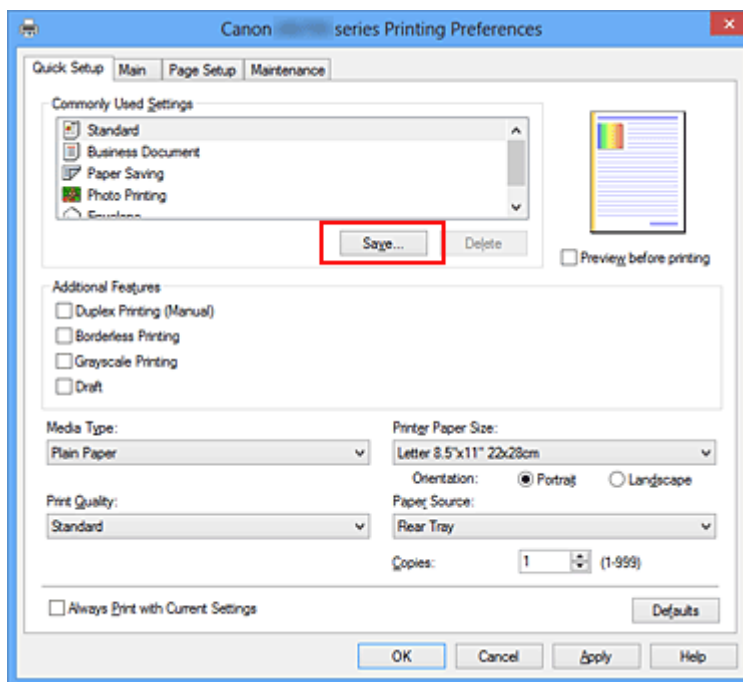 Canon series Printing Preferences
Quick Setup Main Page Setup Maintenance
Commonly Used Settings
Standard
Business Document
Paper Saving
Photo Printing
Envelope
Save... Delete
Preview before printing
Additional Features
Duplex Printing (Manual)
Borderless Printing
Grayscale Printing
Draft
Media Type:
Plain Paper
Printer Paper Size:
Letter 8.5"x11" 22x28cm
Orientation: Portrait Landscape
Print Quality:
Standard
Paper Source:
Rear Tray
Copies: 1 (1-999)
Always Print with Current Settings
Defaults
OK Cancel Apply Help